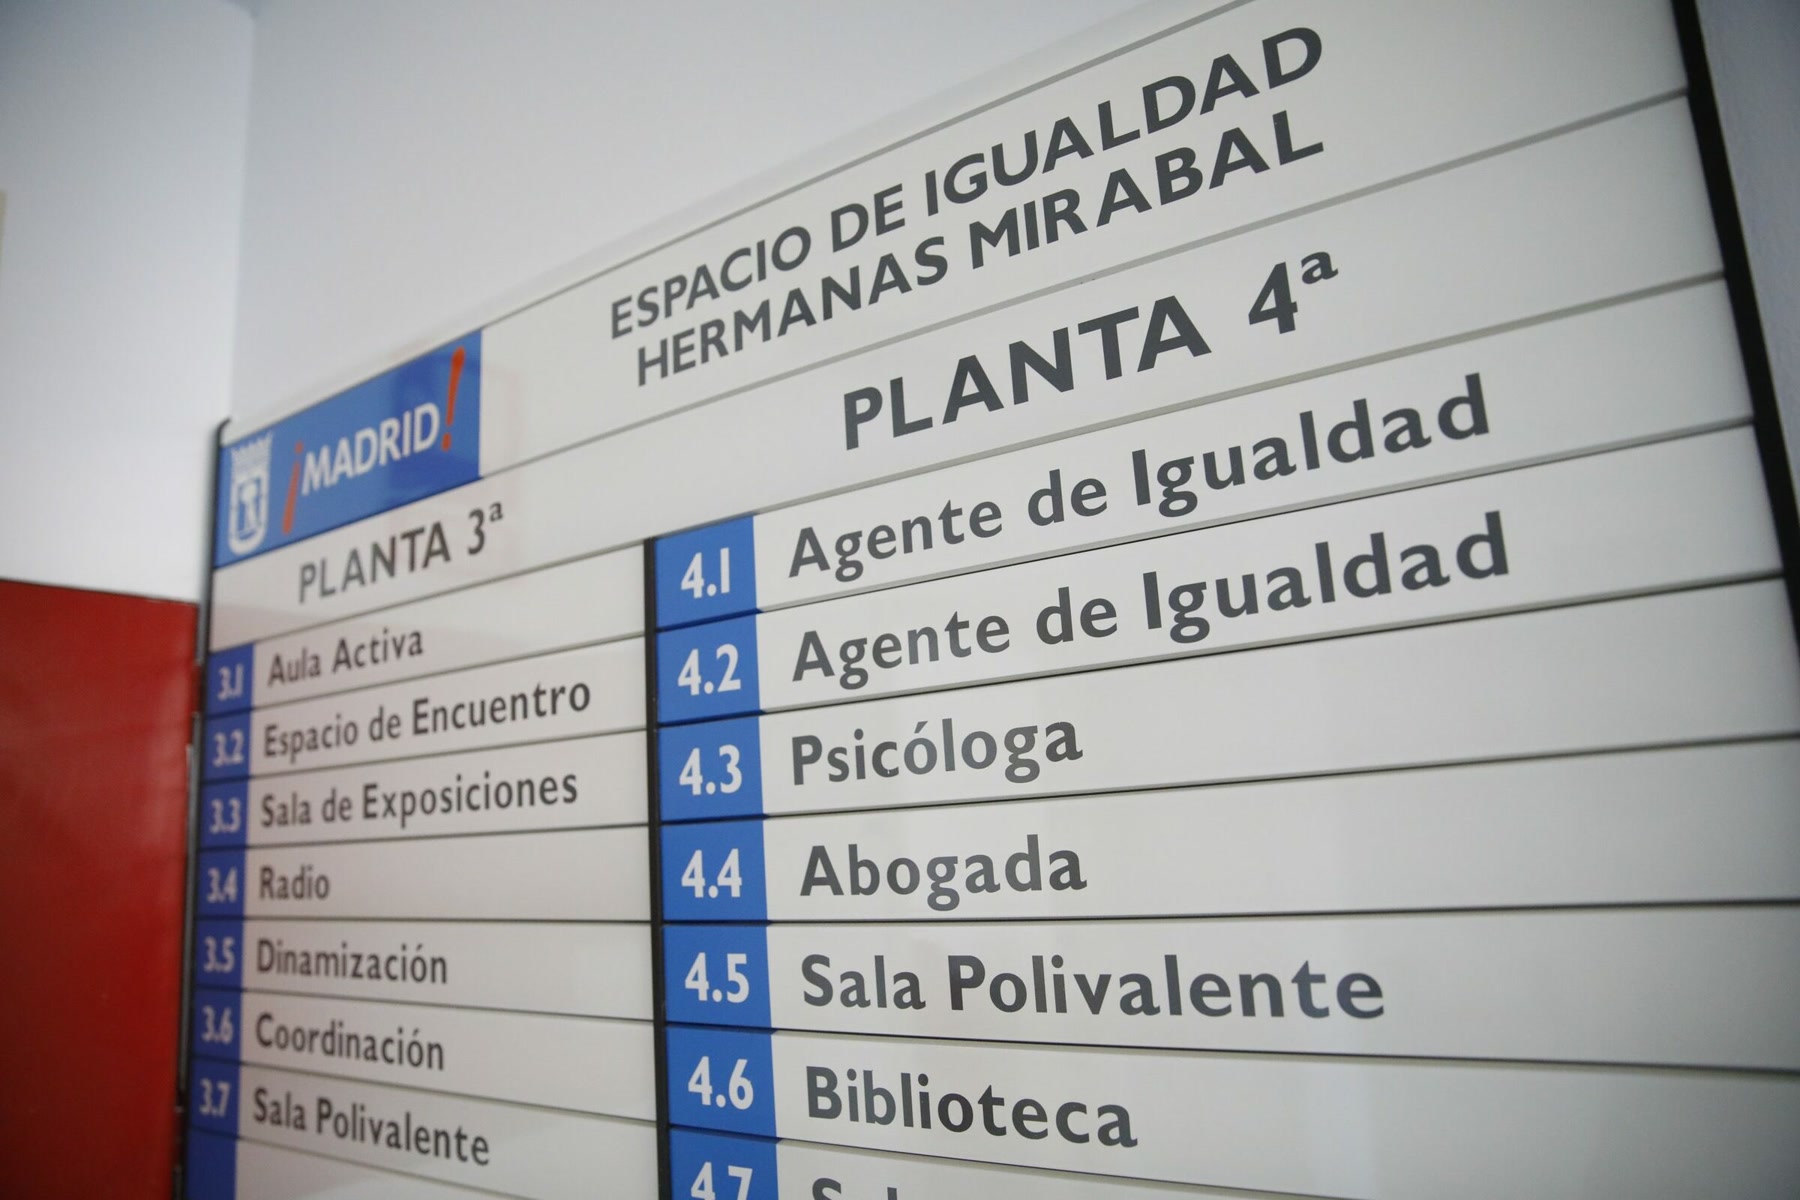 ESPACIO DE IGUALDAD
HERMANAS MIRABAL
¡MADRID!
PLANTA 3ª
3.1 Aula Activa
3.2 Espacio de Encuentro
3.3 Sala de Exposiciones
3.4 Radio
3.5 Dinamización
3.6 Coordinación
3.7 Sala Polivalente
PLANTA 4ª
4.1 Agente de Igualdad
4.2 Agente de Igualdad
4.3 Psicóloga
4.4 Abogada
4.5 Sala Polivalente
4.6 Biblioteca
4.7